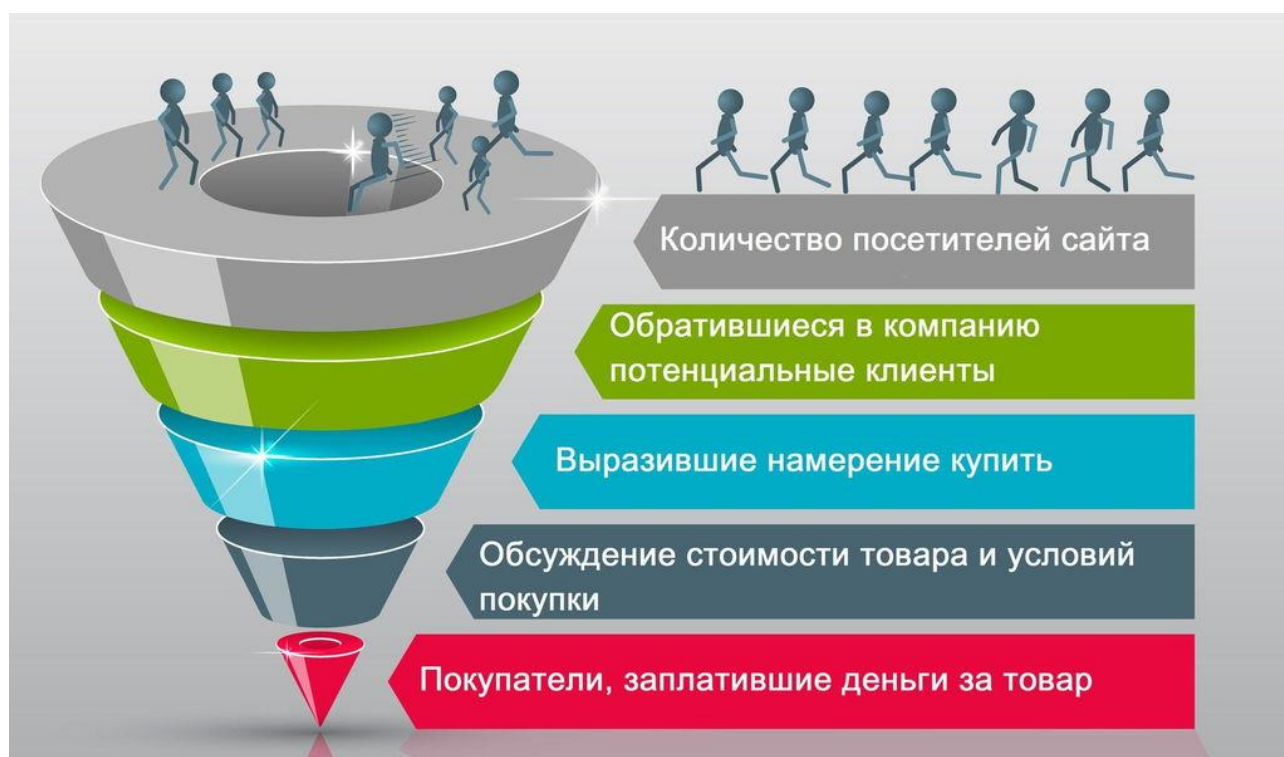 Количество посетителей сайта
Обратившиеся в компанию
потенциальные клиенты
Выразившие намерение купить
Обсуждение стоимости товара и условий
покупки
Покупатели, заплатившие деньги за товар